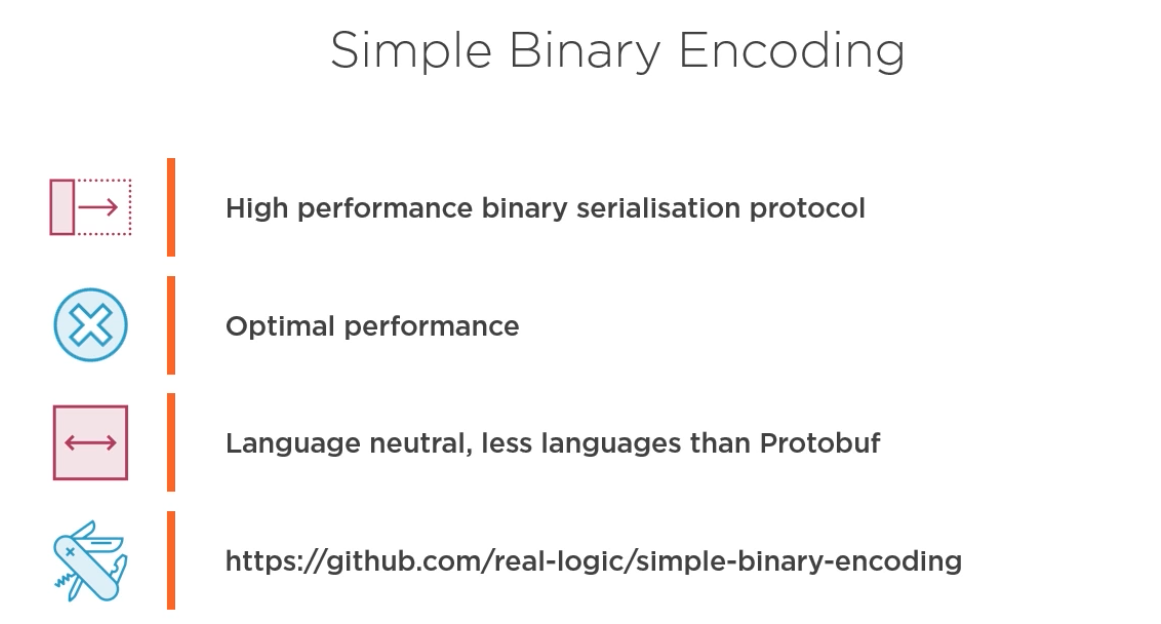 Simple Binary Encoding
High performance binary serialisation protocol
Optimal performance
Language neutral, less languages than Protobuf
https://github.com/real-logic/simple-binary-encoding